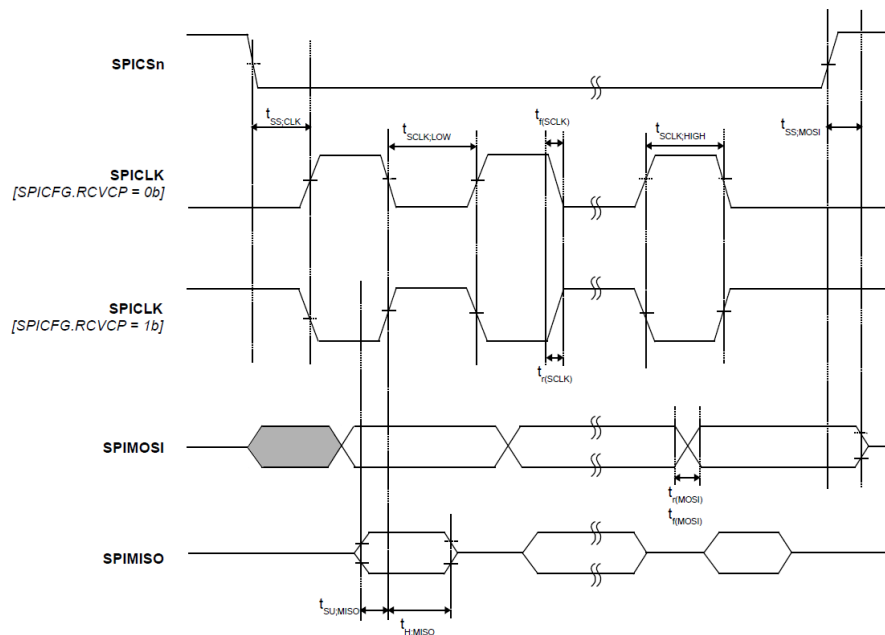 SPICSn
tSS;CLK
tSCLK;LOW
tf(SCLK)
tSCLK;HIGH
tSS;MOSI
SPICLK
[SPICFG.RCVCP = 0b]
SPICLK
[SPICFG.RCVCP = 1b]
tr(SCLK)
SPIMOSI
tr(MOSI)
tf(MOSI)
SPIMISO
tSU;MISO
tH;MISO